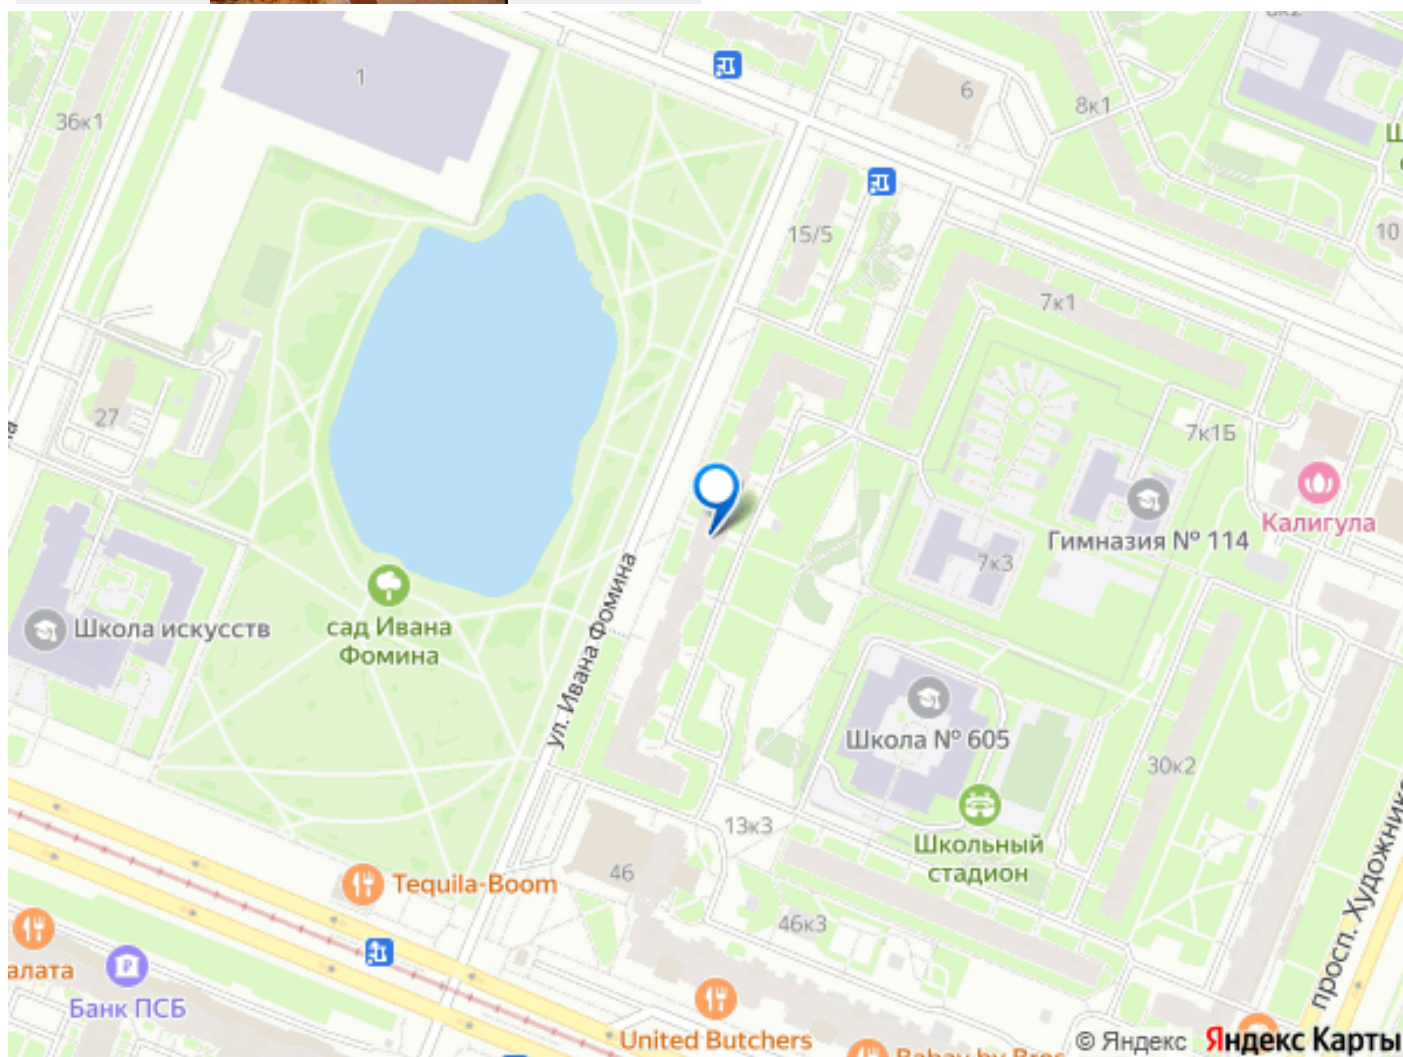 1
36к1
6
8к1
15/5
10
7к1
27
7к1Б
Калигула
Гимназия № 114
7к3
Школа искусств
сад Ивана
Фомина
ул. Ивана Фомина
Школа № 605
30к2
13к3
Школьный
стадион
46
Tequila-Boom
46к3
просп. Художников
алата
Банк ПСБ
United Butchers
© Яндекс
Яндекс Карты